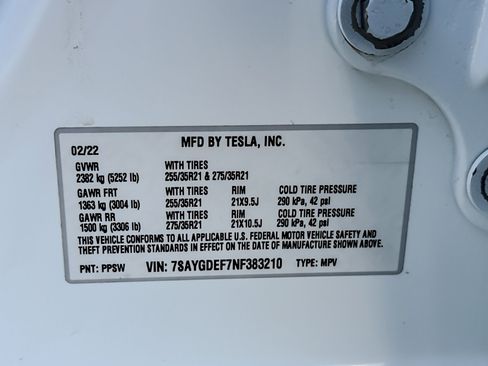 MFD BY TESLA, INC.
02/22
GVWR WITH TIRES
2382 kg (5252 lb) 255/35R21 & 275/35R21
GAWR FRT WITH TIRES RIM COLD TIRE PRESSURE
1363 kg (3004 lb) 255/35R21 21X9.5J 290 kPa, 42 psi
GAWR RR WITH TIRES RIM COLD TIRE PRESSURE
1500 kg (3306 lb) 275/35R21 21X10.5J 290 kPa, 42 psi
THIS VEHICLE CONFORMS TO ALL APPLICABLE U.S. FEDERAL MOTOR VEHICLE SAFETY AND
THEFT PREVENTION STANDARDS IN EFFECT ON THE DATE OF MANUFACTURE SHOWN ABOVE.
PNT: PPSW VIN: 7SAYGDEF7NF383210 TYPE: MPV